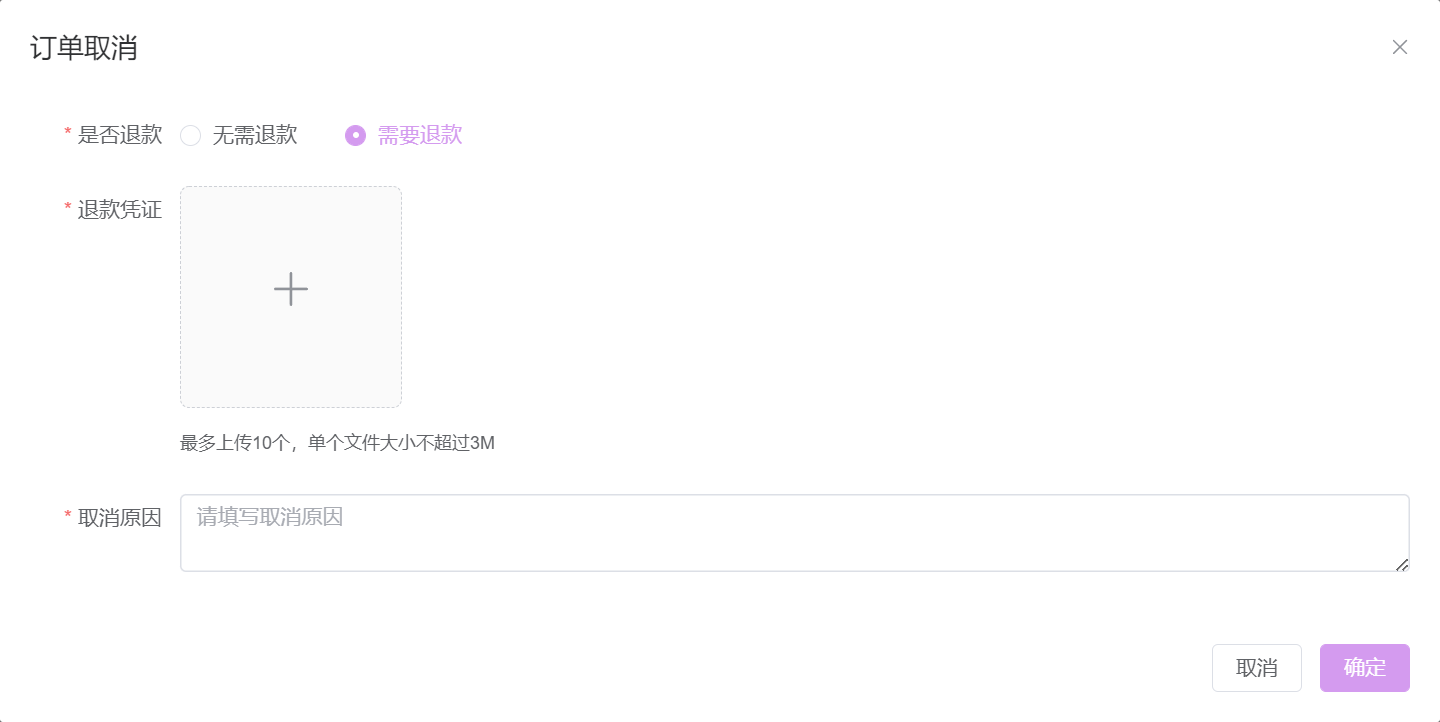 订单取消
* 是否退款 无需退款 需要退款
* 退款凭证
最多上传10个，单个文件大小不超过3M
* 取消原因 请填写取消原因
取消 确定